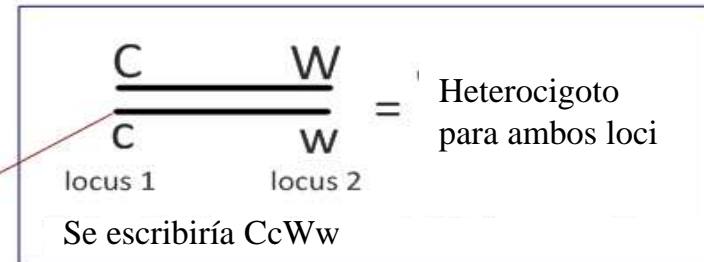 C W
c w
=
Heterocigoto
para ambos loci
locus 1 locus 2
Se escribiría CcWw